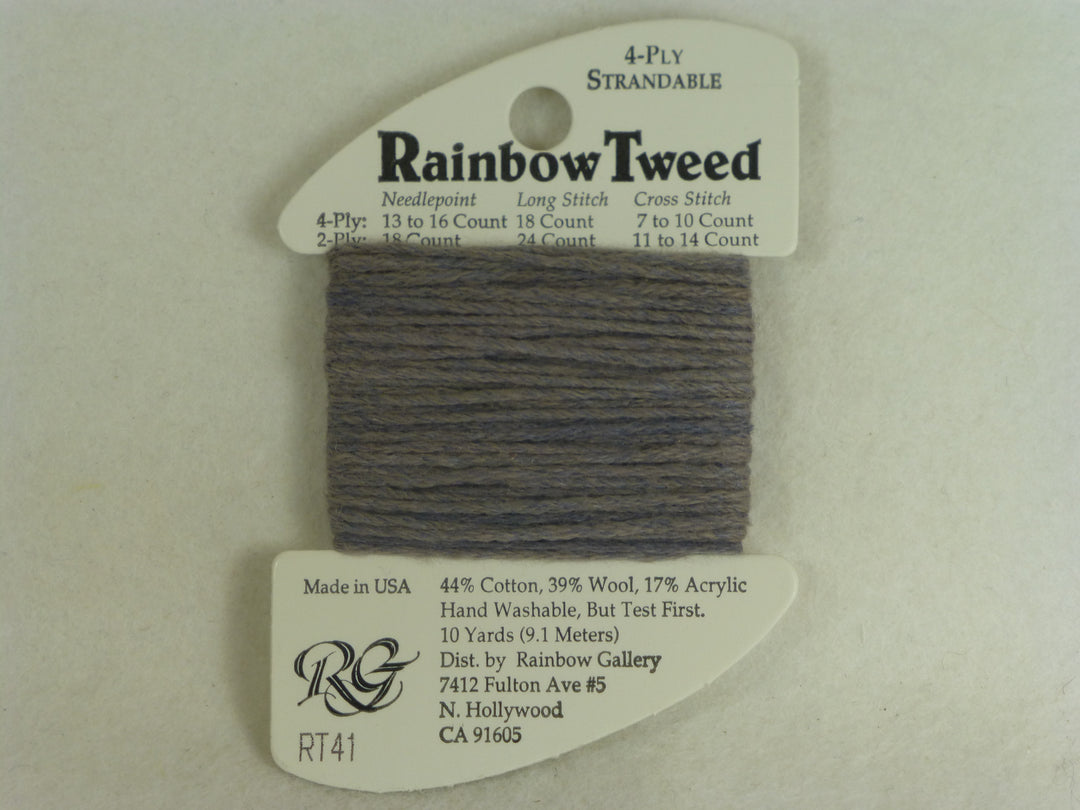 4-Ply
Strandable
Rainbow Tweed
Needlepoint Long Stitch Cross Stitch
4-Ply: 13 to 16 Count 18 Count 7 to 10 Count
2-Ply: 18 Count 24 Count 11 to 14 Count
Made in USA
44% Cotton, 39% Wool, 17% Acrylic
Hand Washable, But Test First.
10 Yards (9.1 Meters)
Dist. by Rainbow Gallery
7412 Fulton Ave #5
N. Hollywood
CA 91605
RG
RT41